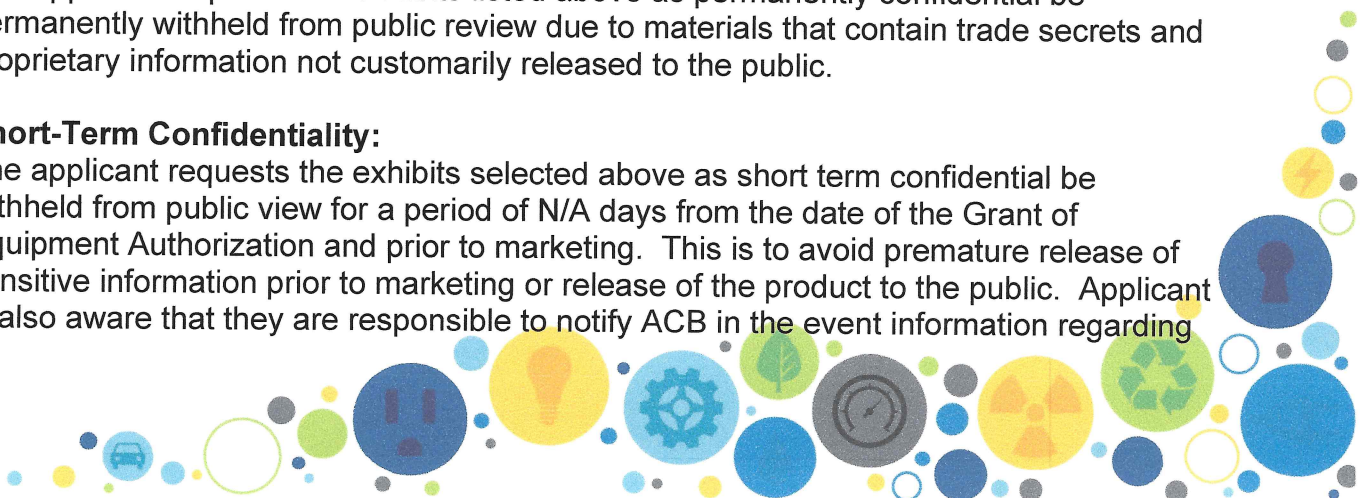 permanently confidential be
ermanently withheld from public review due to materials that contain trade secrets and
oprietary information not customarily released to the public.
hort-Term Confidentiality:
e applicant requests the exhibits selected above as short term confidential be
thheld from public view for a period of N/A days from the date of the Grant of
quipment Authorization and prior to marketing. This is to avoid premature release of
nsitive information prior to marketing or release of the product to the public. Applicant
also aware that they are responsible to notify ACB in the event information regarding